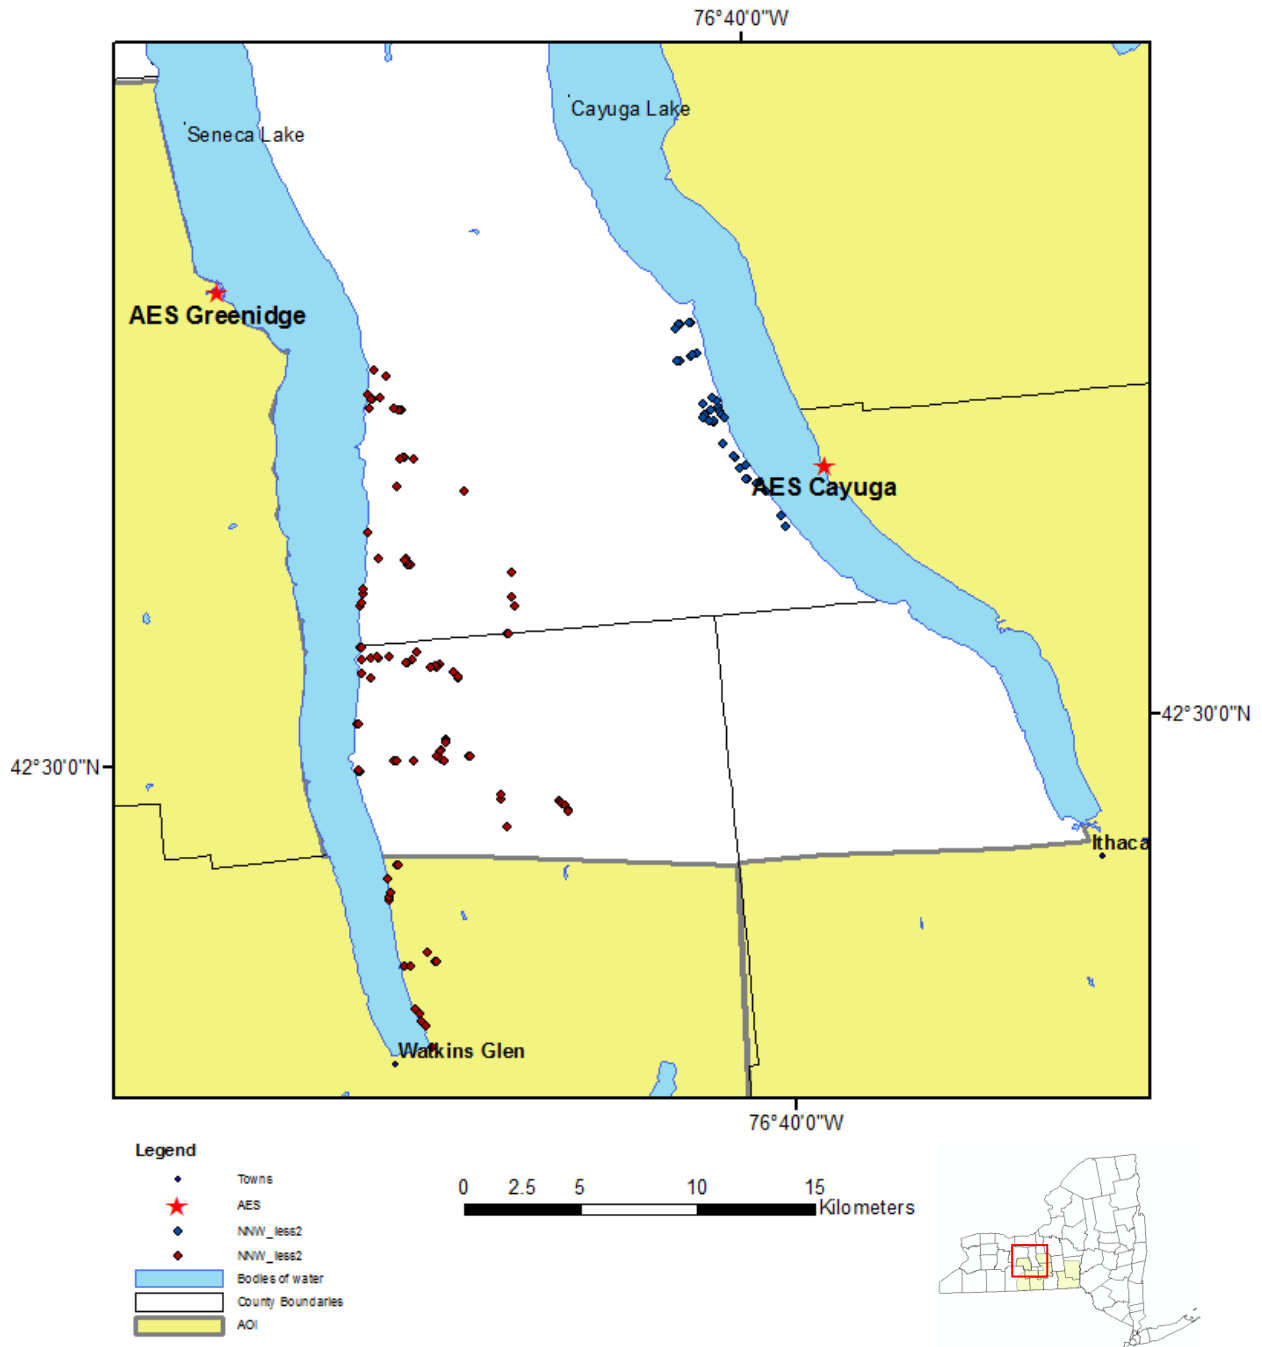 76°40'0"W
Cayuga Lake
Seneca Lake
AES Greenidge
AES Cayuga
42°30'0"N
42°30'0"N
Ithaca
Watkins Glen
76°40'0"W
Legend
Towns
AES
NNW_less2
NNW_less2
Bodies of water
County Boundaries
AOI
0 2.5 5 10 15
Kilometers